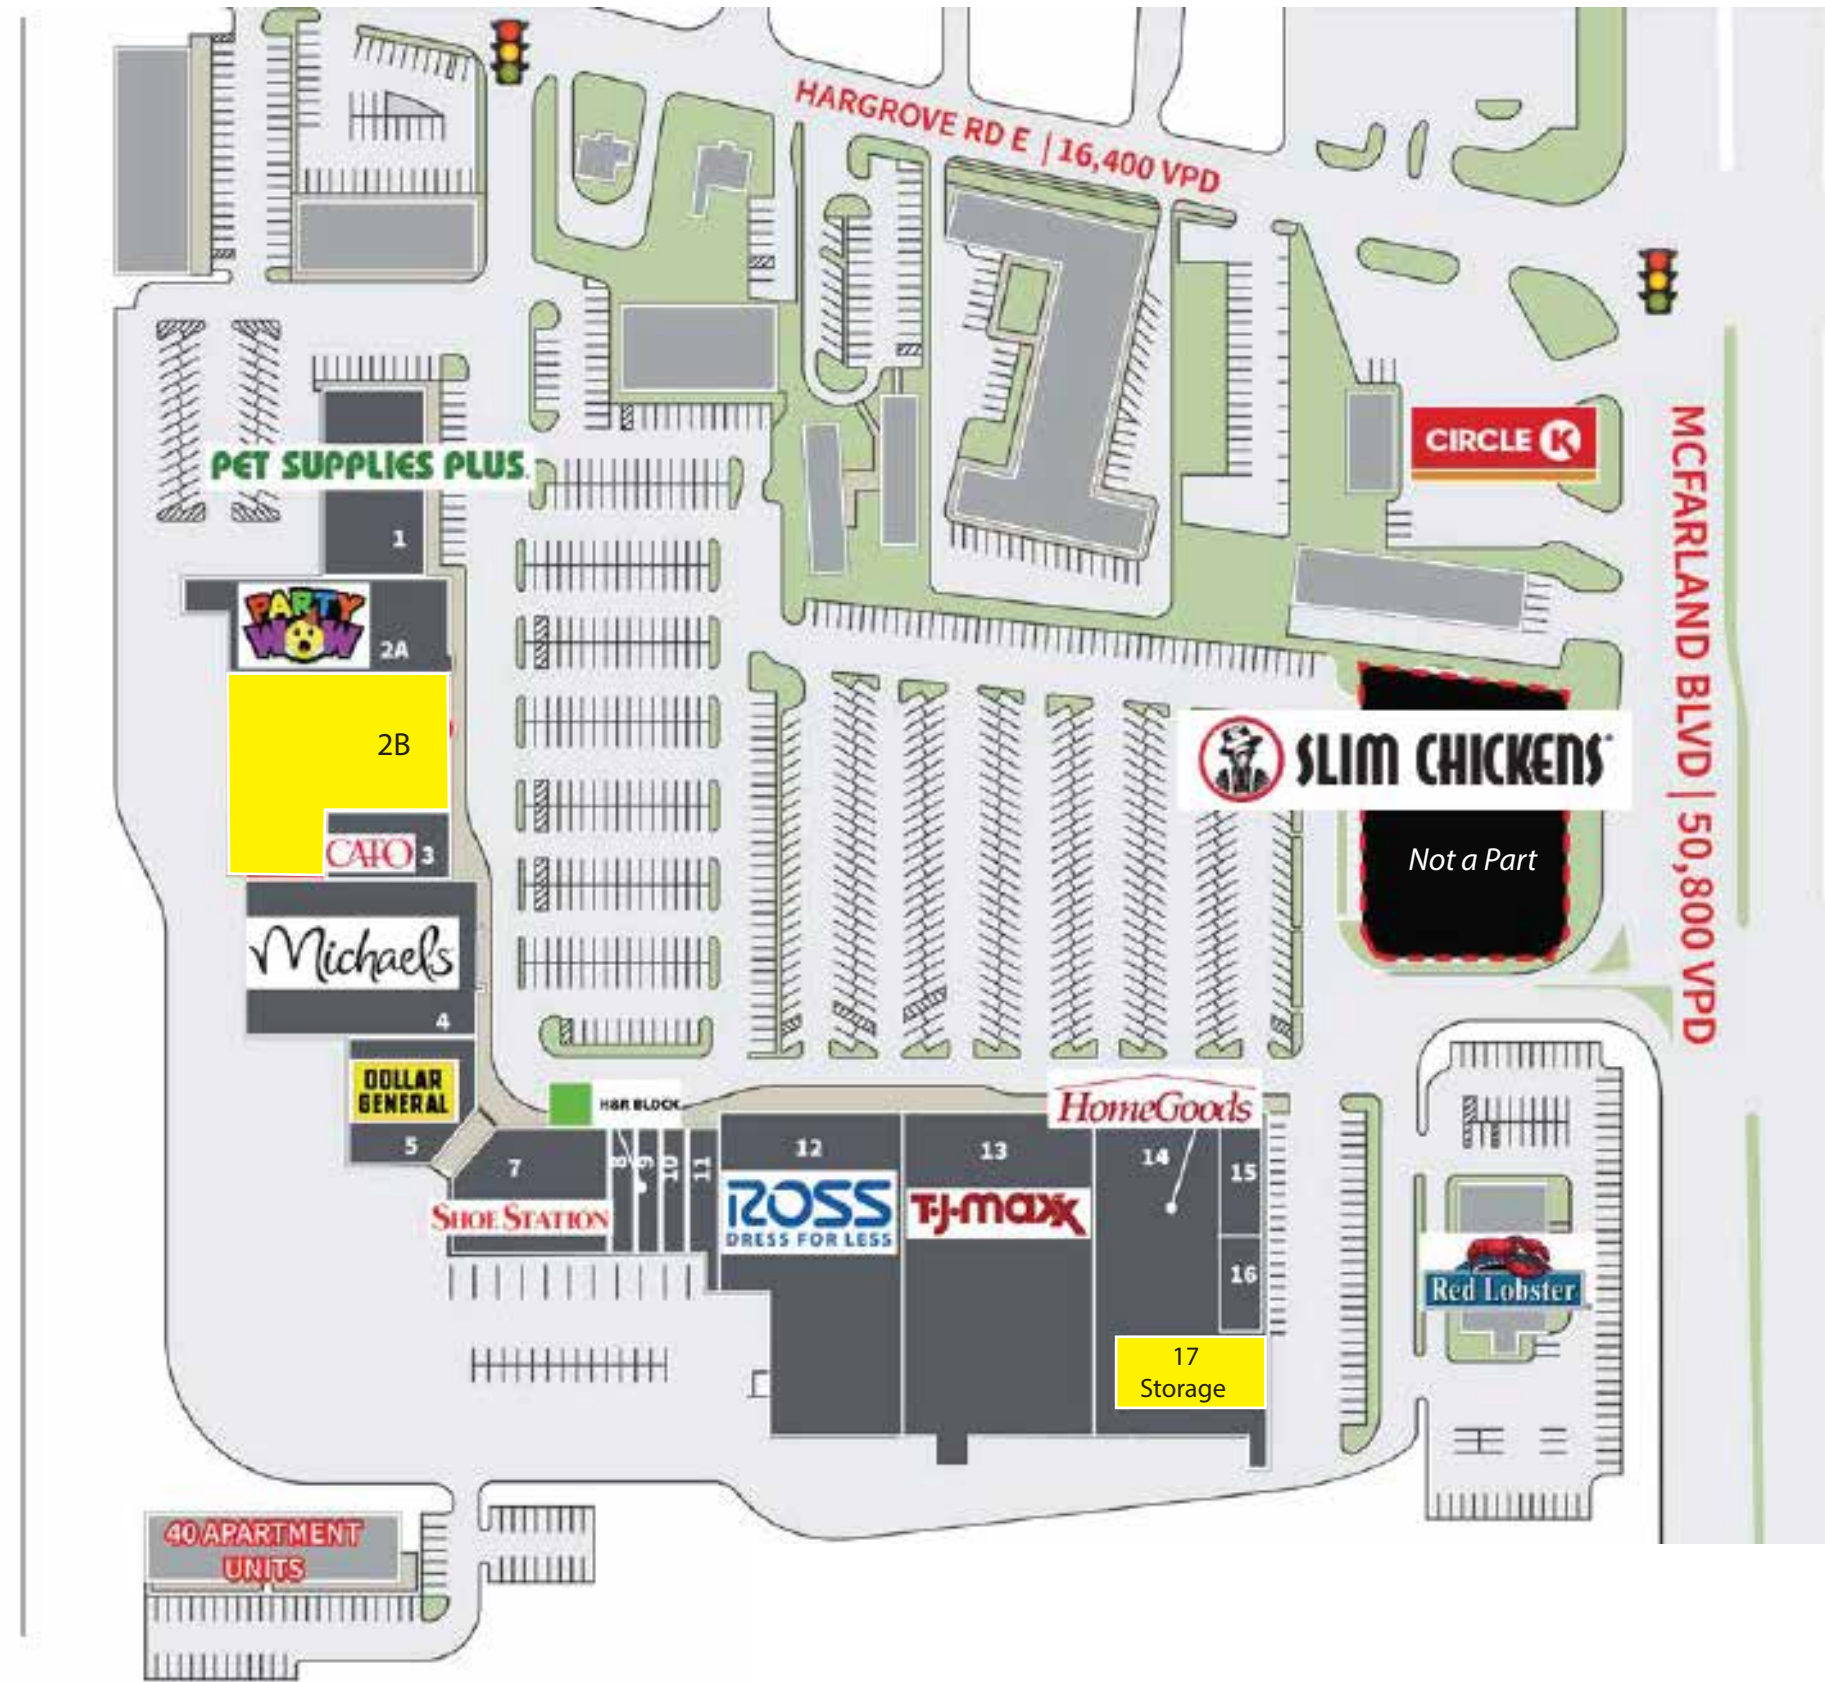 HARGROVE RD E | 16,400 VPD
CIRCLE K
MCFARLAND BLVD | 50,800 VPD
PET SUPPLIES PLUS
1
PARTY
WOW
2A
2B
CATO
3
SLIM CHICKENS
Not a Part
Michaels
4
DOLLAR
GENERAL
5
H&R BLOCK
7
SHOE STATION
8
9
10
11
12
ROSS
DRESS FOR LESS
13
T·J·maxx
HomeGoods
14
15
16
17
Storage
Red Lobster
40 APARTMENT
UNITS